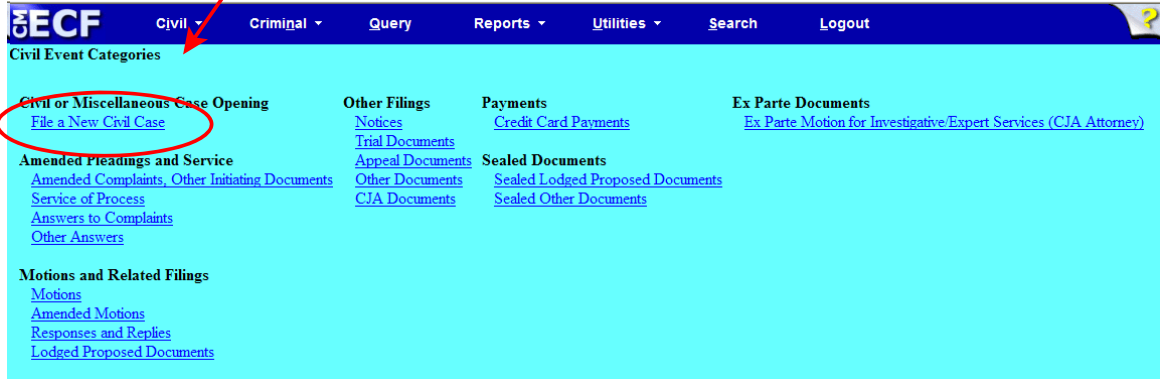 CM ECF Civil Criminal Query Reports Utilities Search Logout ?
Civil Event Categories
Civil or Miscellaneous Case Opening
File a New Civil Case
Amended Pleadings and Service
Amended Complaints, Other Initiating Documents
Service of Process
Answers to Complaints
Other Answers
Motions and Related Filings
Motions
Amended Motions
Responses and Replies
Lodged Proposed Documents
Other Filings
Notices
Trial Documents
Appeal Documents
Other Documents
CJA Documents
Payments
Credit Card Payments
Sealed Documents
Sealed Lodged Proposed Documents
Sealed Other Documents
Ex Parte Documents
Ex Parte Motion for Investigative/Expert Services (CJA Attorney)